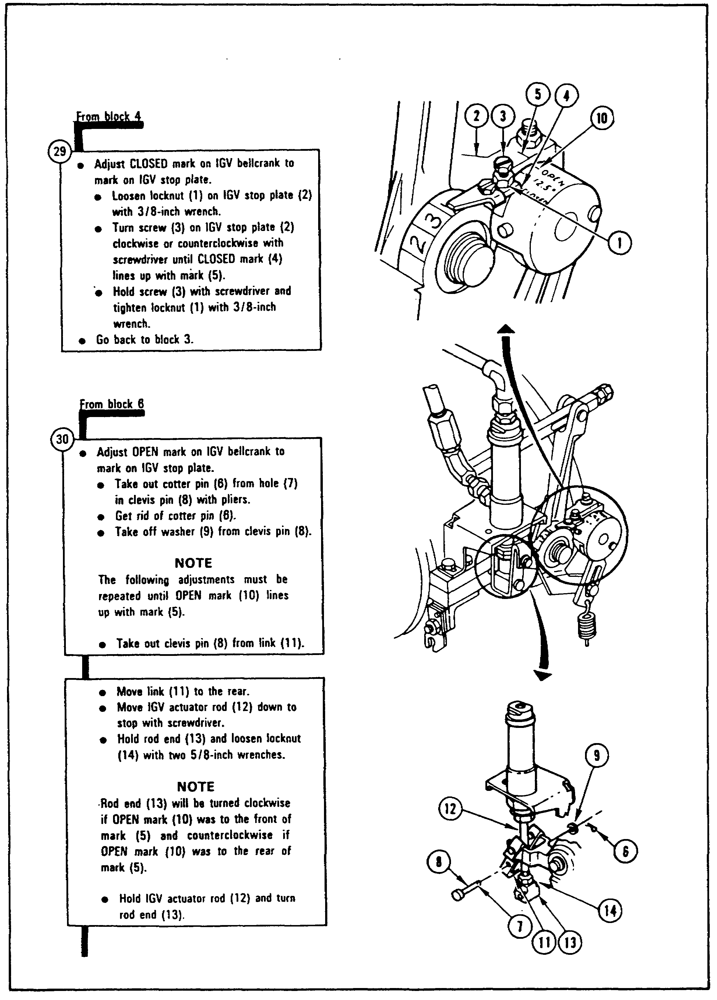 From block 4
29
● Adjust CLOSED mark on IGV bellcrank to
mark on IGV stop plate.
● Loosen locknut (1) on IGV stop plate (2)
with 3/8-inch wrench.
● Turn screw (3) on IGV stop plate (2)
clockwise or counterclockwise with
screwdriver until CLOSED mark (4)
lines up with mark (5).
● Hold screw (3) with screwdriver and
tighten locknut (1) with 3/8-inch
wrench.
● Go back to block 3.
From block 6
30
● Adjust OPEN mark on IGV bellcrank to
mark on IGV stop plate.
● Take out cotter pin (6) from hole (7)
in clevis pin (8) with pliers.
● Get rid of cotter pin (6).
● Take off washer (9) from clevis pin (8).
NOTE
The following adjustments must be
repeated until OPEN mark (10) lines
up with mark (5).
● Take out clevis pin (8) from link (11).
● Move link (11) to the rear.
● Move IGV actuator rod (12) down to
stop with screwdriver.
● Hold rod end (13) and loosen locknut
(14) with two 5/8-inch wrenches.
NOTE
Rod end (13) will be turned clockwise
if OPEN mark (10) was to the front of
mark (5) and counterclockwise if
OPEN mark (10) was to the rear of
mark (5).
● Hold IGV actuator rod (12) and turn
rod end (13).
5
4
2
3
10
OPEN
12.5°
CLOSED
3
2
1
9
12
6
8
14
7
11
13